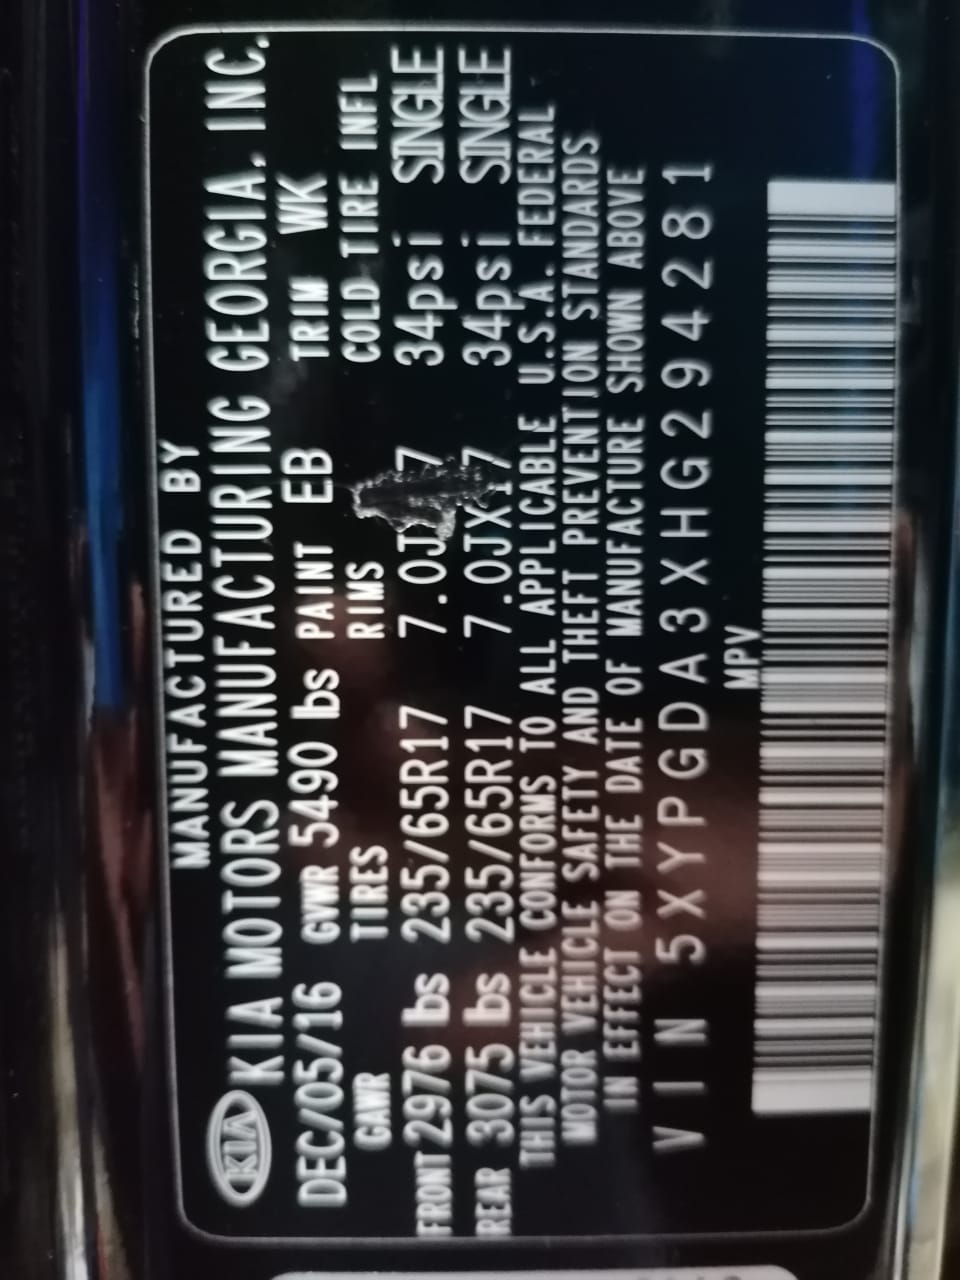 MANUFACTURED BY
KIA KIA MOTORS MANUFACTURING GEORGIA, INC.
DEC/05/16 GVWR 5490 lbs PAINT EB TRIM WK
GAWR TIRES RIMS COLD TIRE INFL
FRONT 2976 lbs 235/65R17 7.0J 7 34psi SINGLE
REAR 3075 lbs 235/65R17 7.0JX17 34psi SINGLE
THIS VEHICLE CONFORMS TO ALL APPLICABLE U.S.A. FEDERAL
MOTOR VEHICLE SAFETY AND THEFT PREVENTION STANDARDS
IN EFFECT ON THE DATE OF MANUFACTURE SHOWN ABOVE
VIN 5XYPGDA3XHG294281
MPV